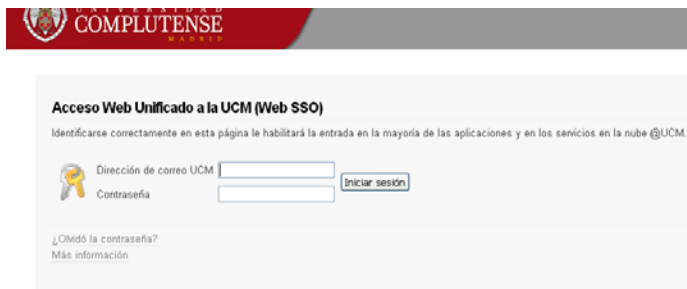 UNIVERSIDAD
COMPLUTENSE
MADRID
Acceso Web Unificado a la UCM (Web SSO)
Identificarse correctamente en esta página le habilitará la entrada en la mayoría de las aplicaciones y en los servicios en la nube @UCM.
Dirección de correo UCM
Iniciar sesión
Contraseña
¿Olvidó la contraseña?
Más información